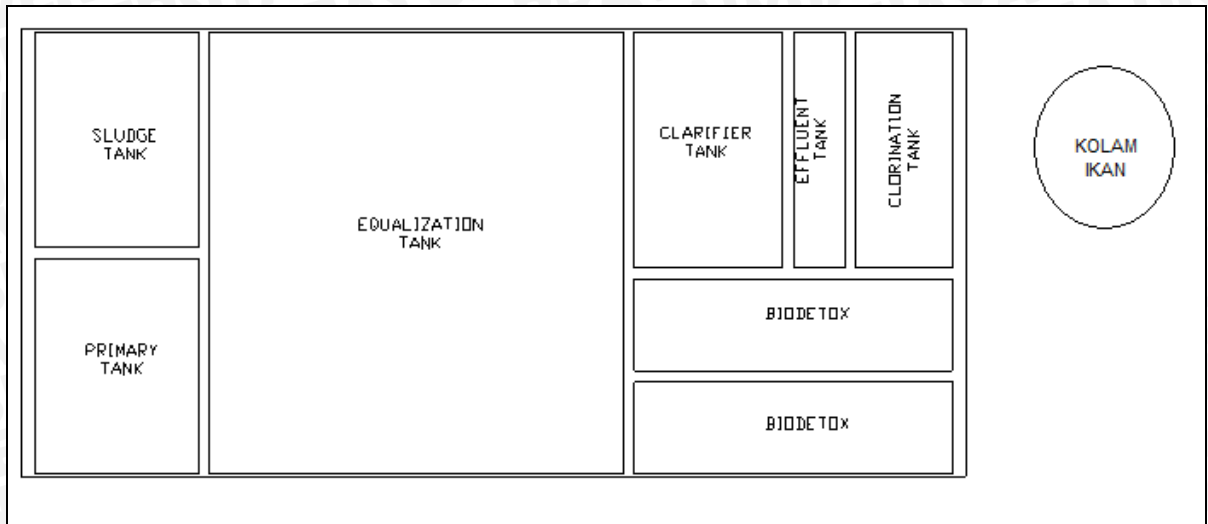 SLUDGE
TANK
PRIMARY
TANK
EQUALIZATION
TANK
CLARIFIER
TANK
EFFLUENT
TANK
CLORINATION
TANK
BIODETOX
BIODETOX
KOLAM
IKAN